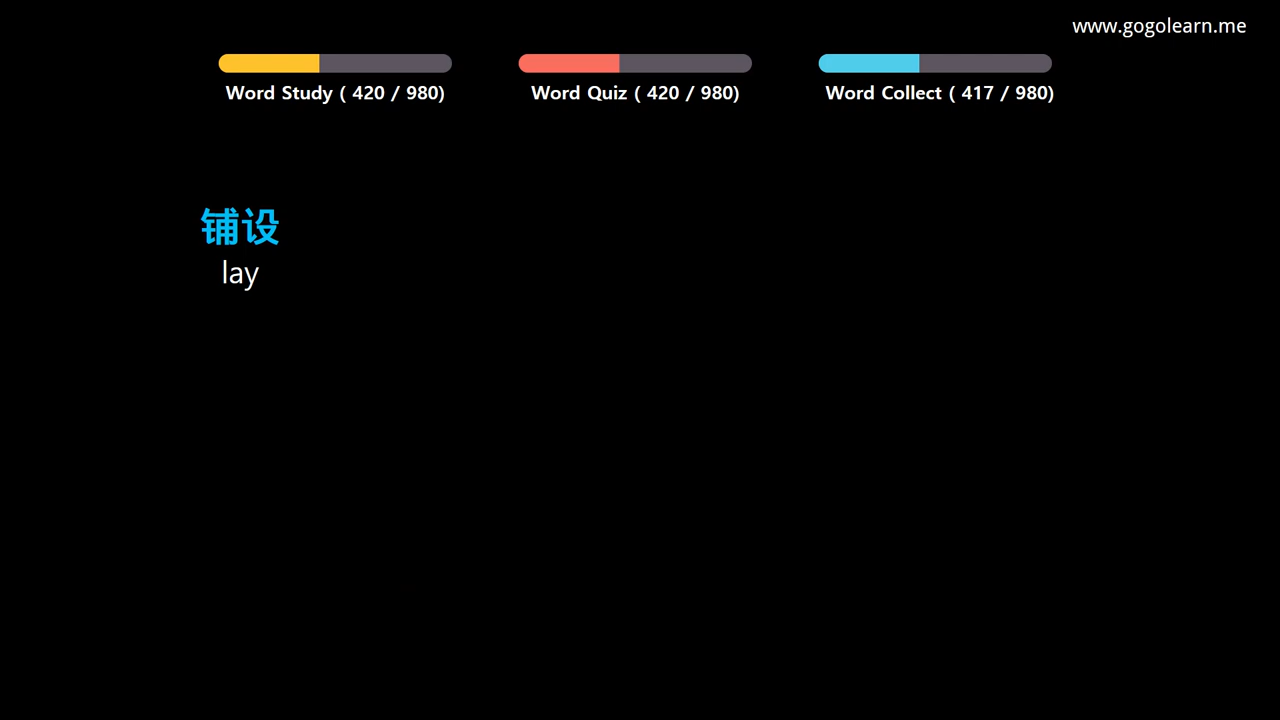 www.gogolearn.me
Word Study ( 420 / 980)
Word Quiz ( 420 / 980)
Word Collect ( 417 / 980)
铺设
lay